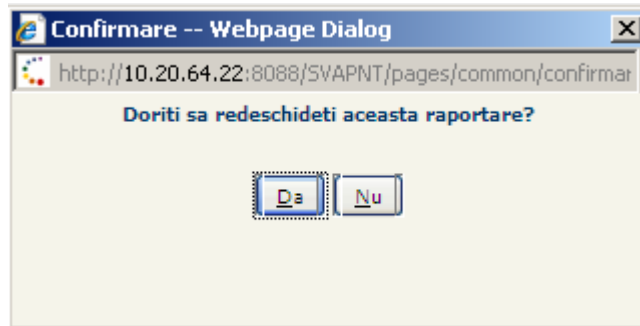 Confirmare -- Webpage Dialog
http://10.20.64.22:8088/SVAPNT/pages/common/confirmar
Doriti sa redeschideti aceasta raportare?
Da Nu